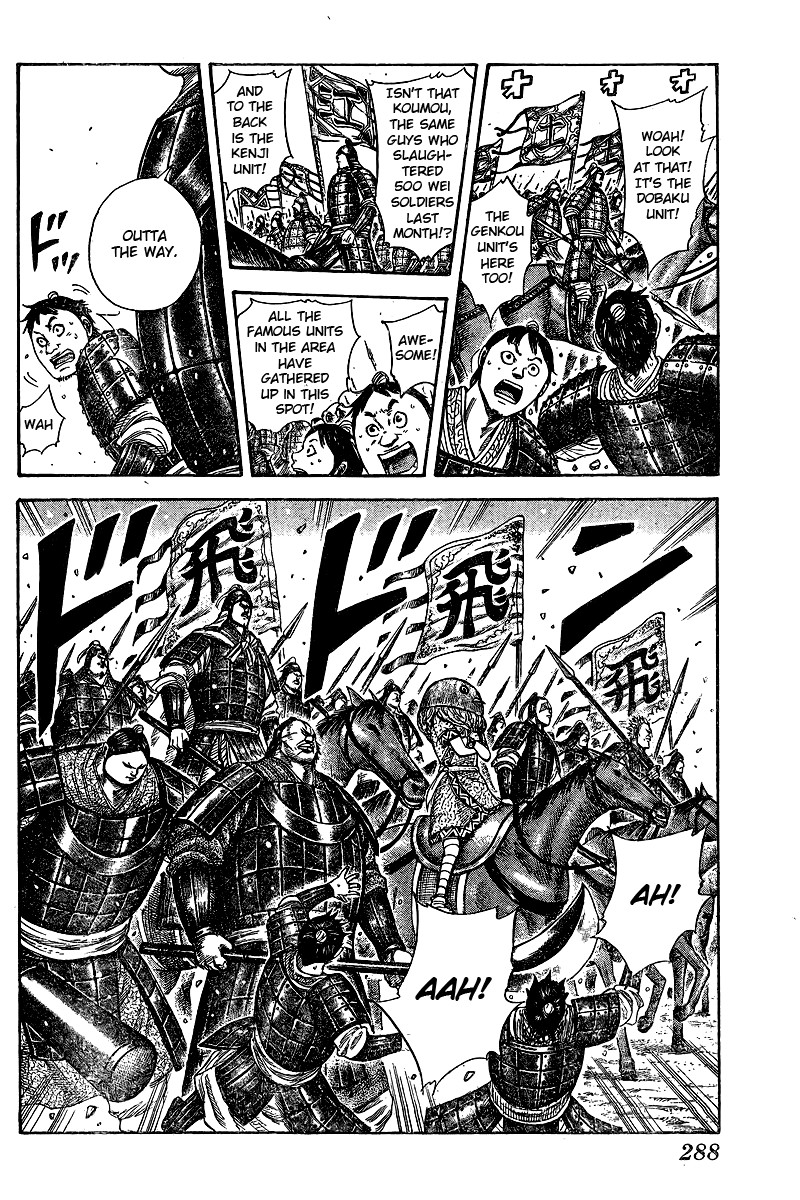 オ オ オ
WOAH!
LOOK
AT THAT!
IT'S THE
DOBAKU
UNIT!
土
THE
GENKOU
UNIT'S
HERE
TOO!
ISN'T THAT
KOUMOU,
THE SAME
GUYS WHO
SLAUGH-
TERED
500 WEI
SOLDIERS
LAST
MONTH!?
AND
TO THE
BACK
IS THE
KENJI
UNIT!
AWE-
SOME!
ALL THE
FAMOUS UNITS
IN THE AREA
HAVE
GATHERED
UP IN THIS
SPOT!
OUTTA
THE WAY.
ドドッ
WAH
ドドン
飛
飛
飛
AH!
AAH!
288